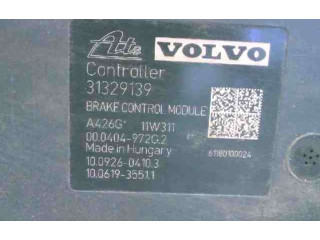 Ate VOLVO
Controller
31329139
BRAKE CONTROL MODULE
A426G* 11W311
00.0404-972G.2
Made in Hungary 61180100024
10.0926-0410.3
10.0619-3551.1